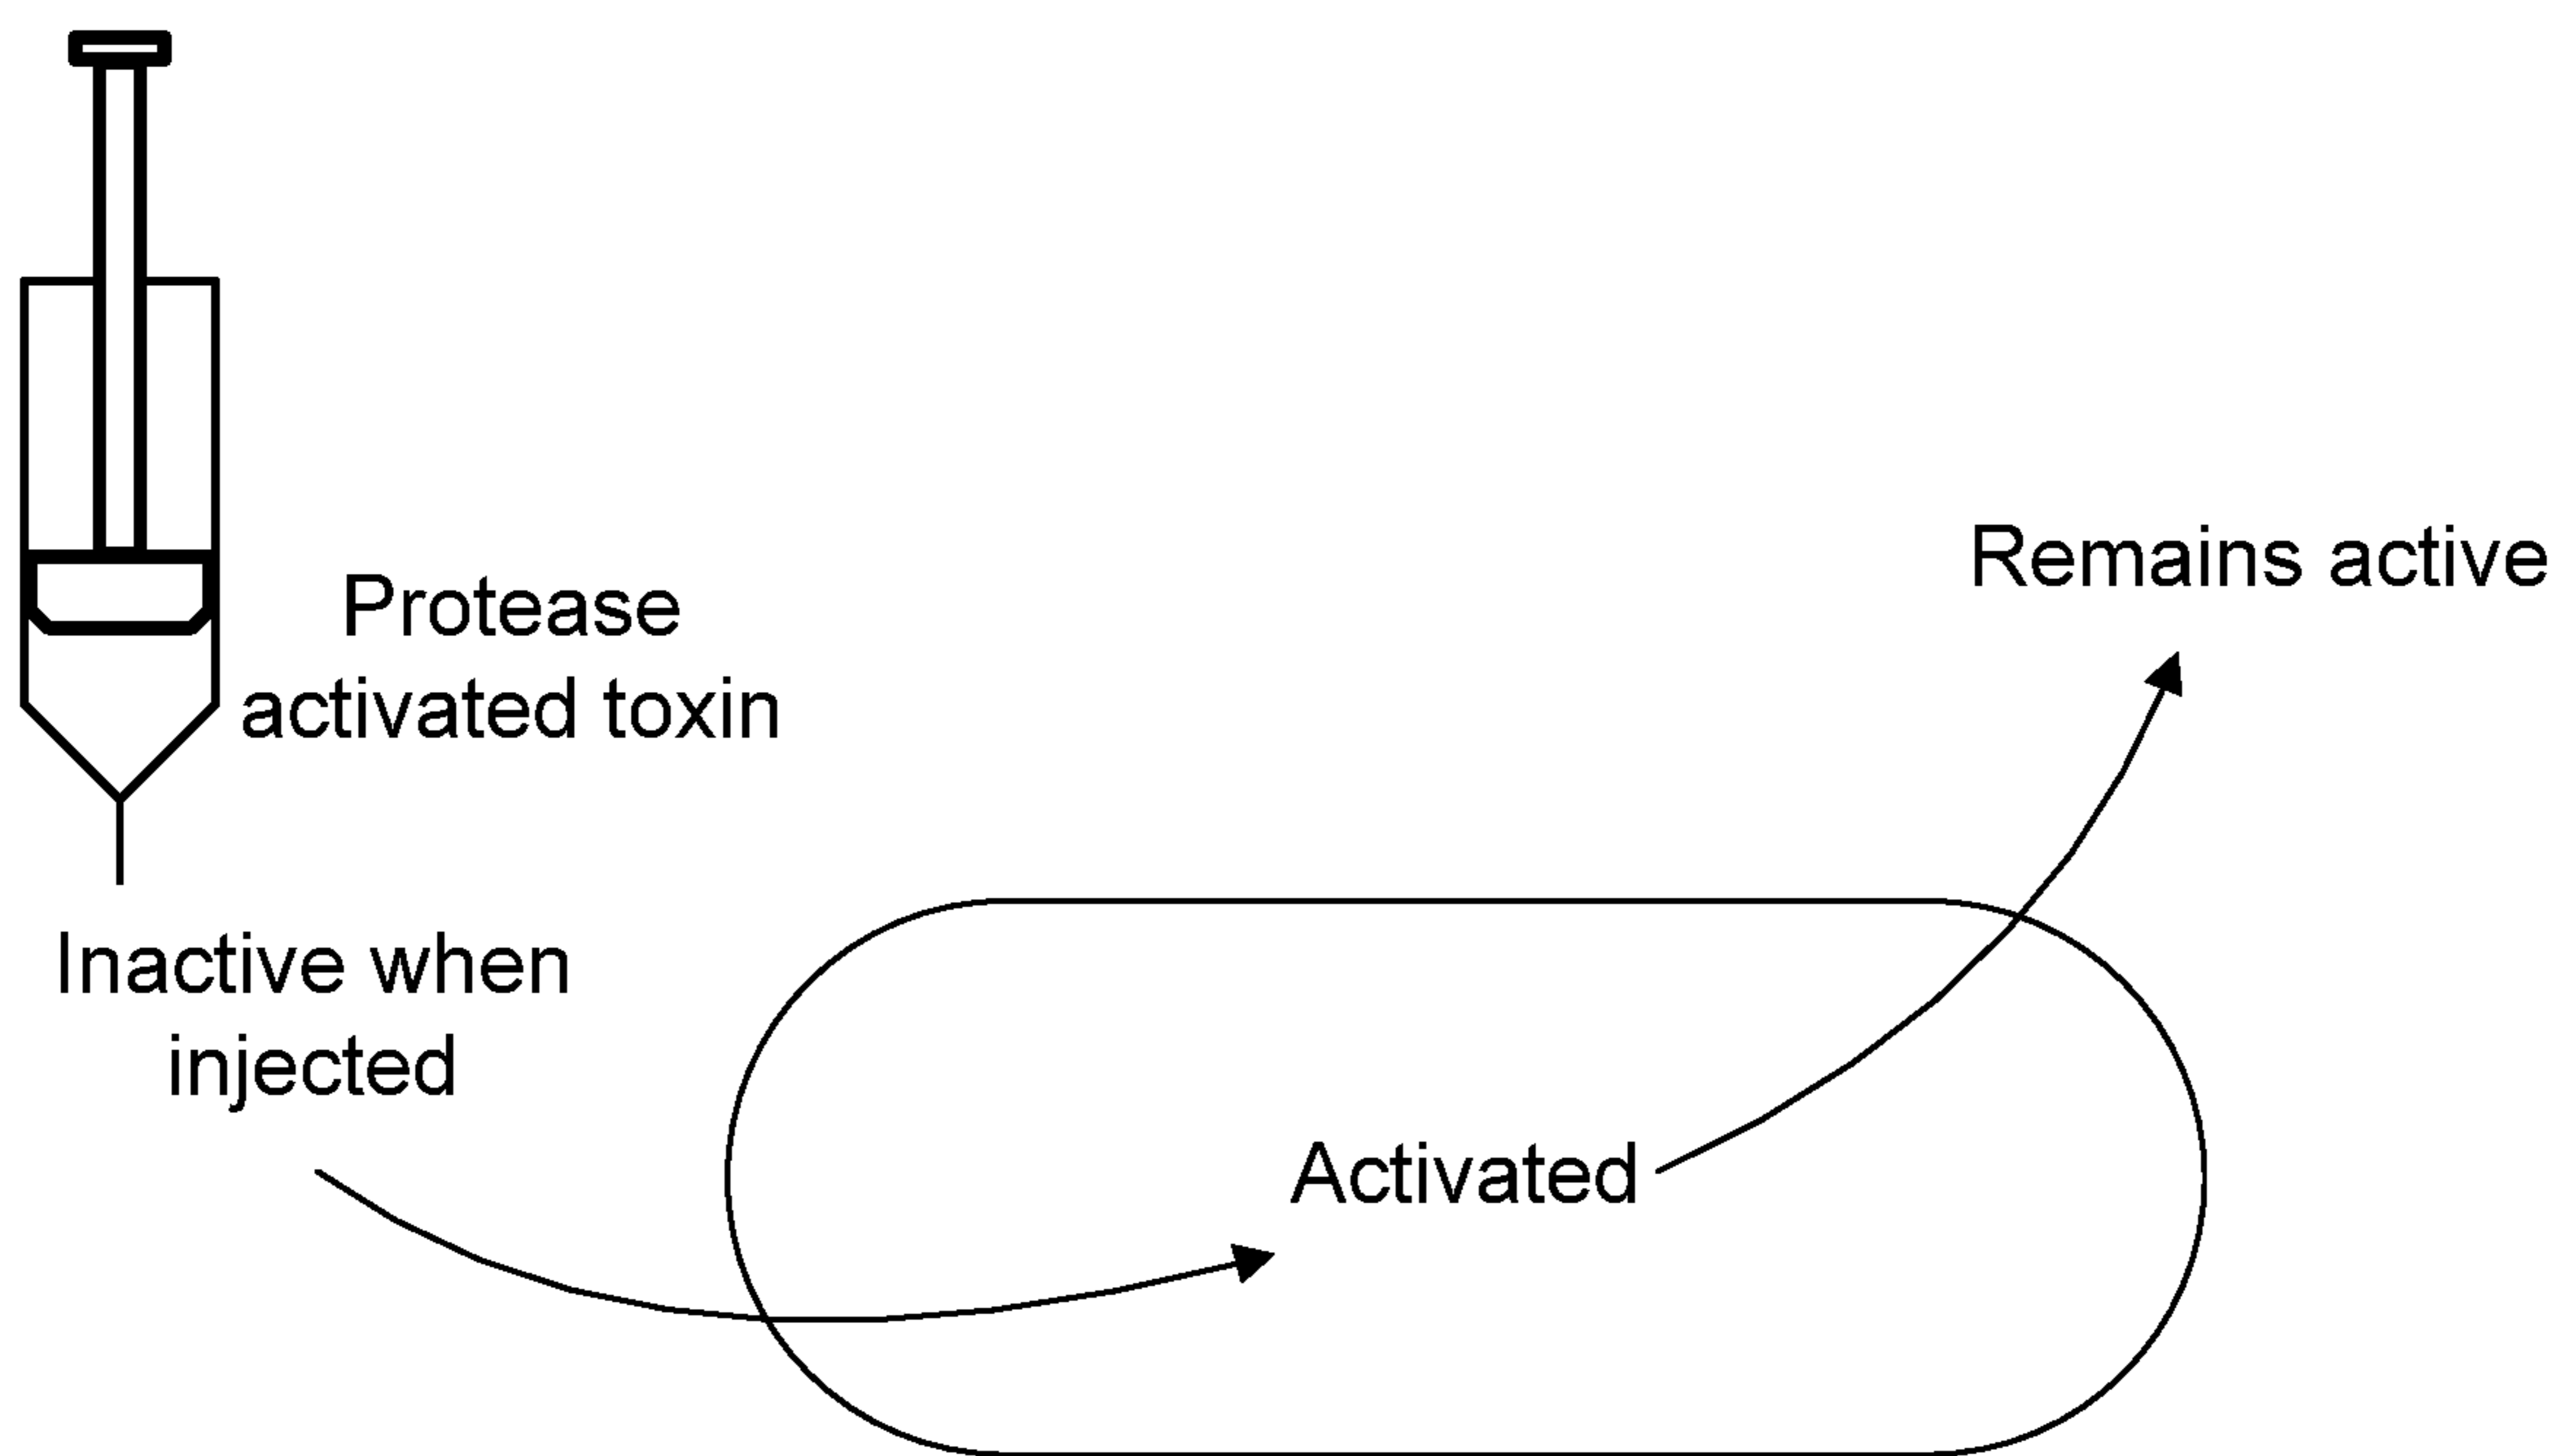 Protease
activated toxin
Inactive when
injected
Activated
Remains active